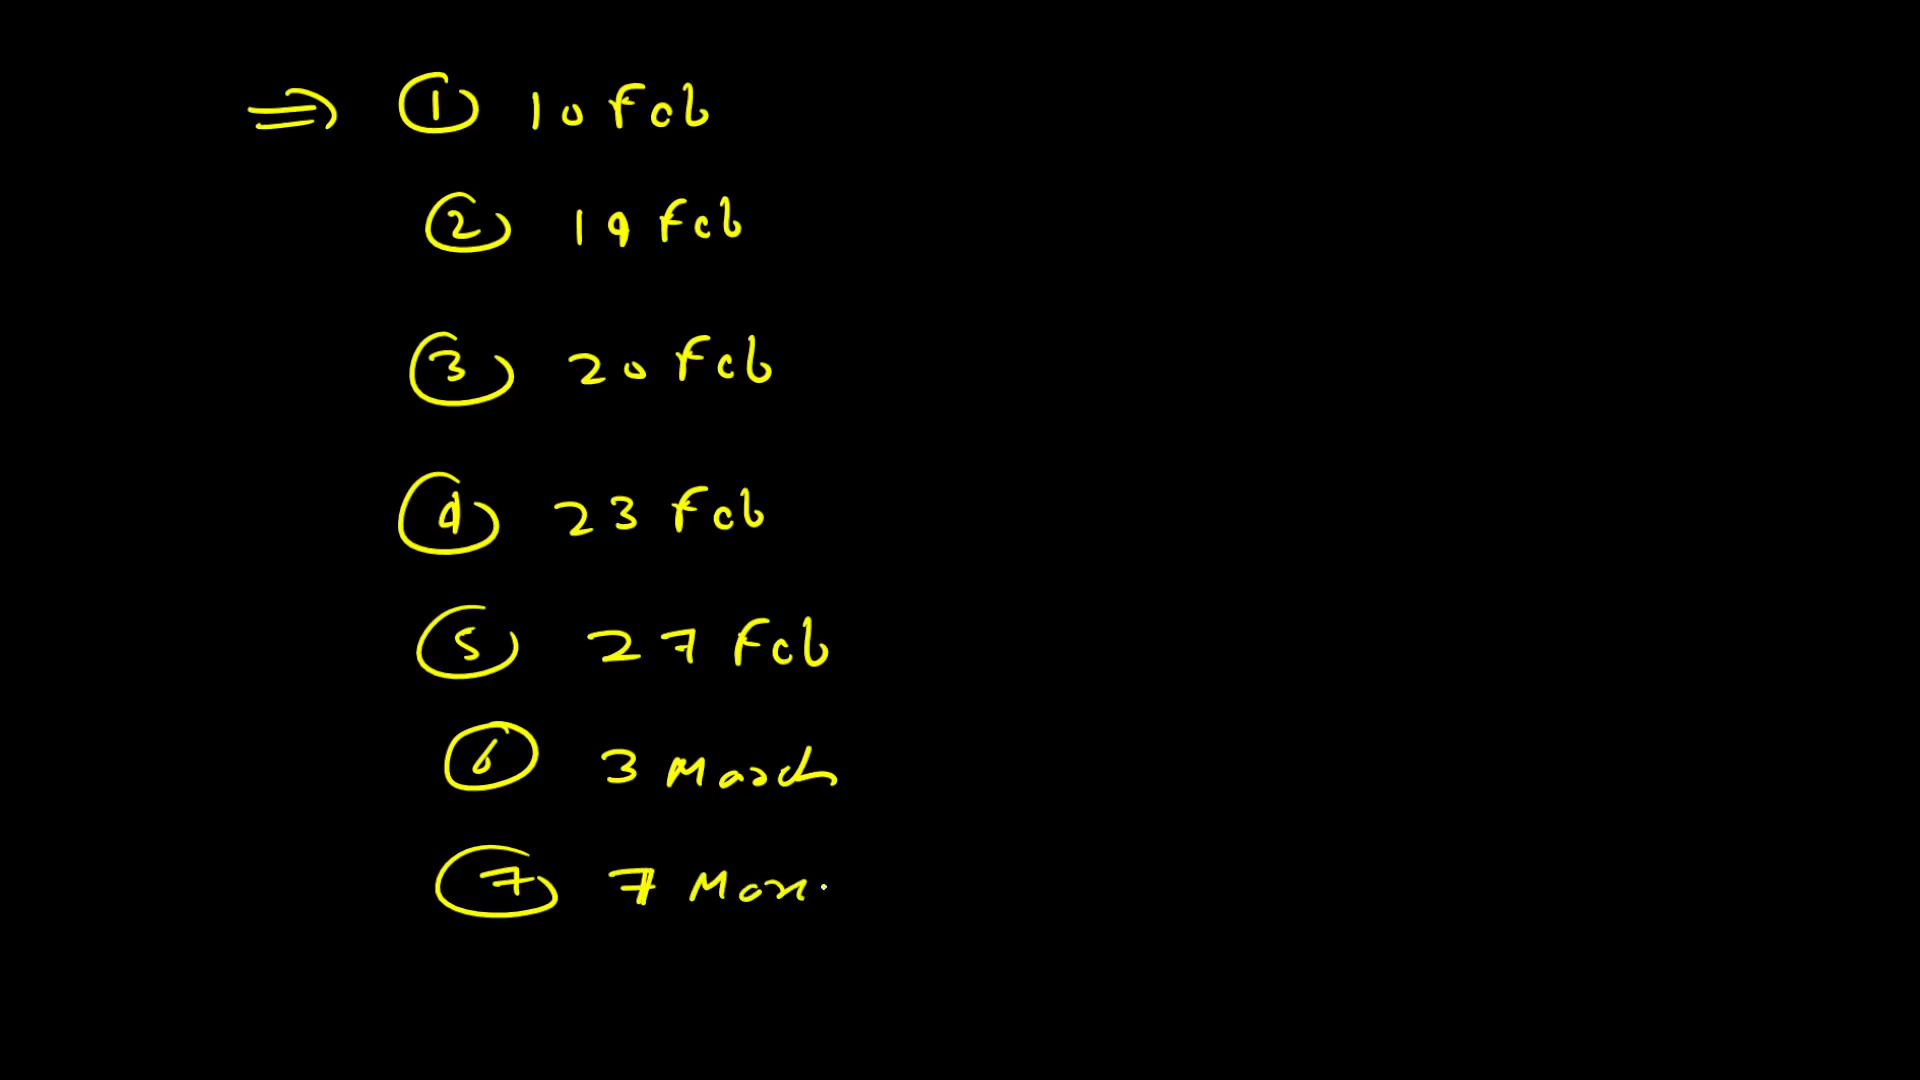 ⇒ ① 10 Feb
② 19 Feb
③ 20 Feb
④ 23 Feb
⑤ 27 Feb
⑥ 3 March
⑦ 7 Mar